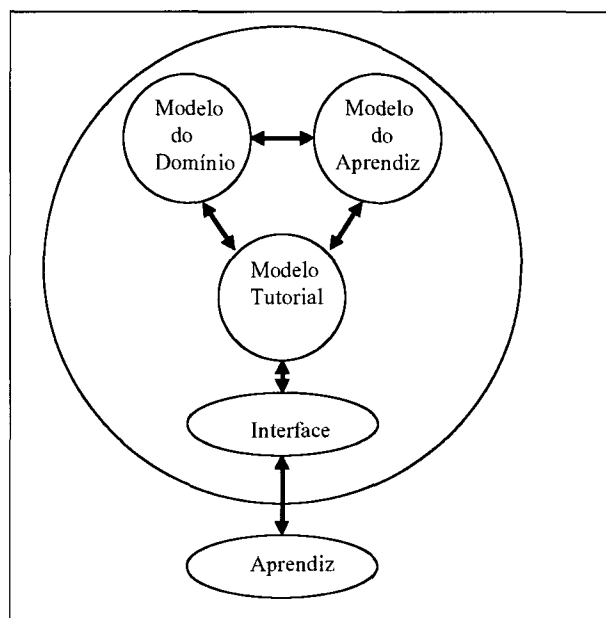 Modelo
do
Domínio
Modelo
do
Aprendiz
Modelo
Tutorial
Interface
Aprendiz